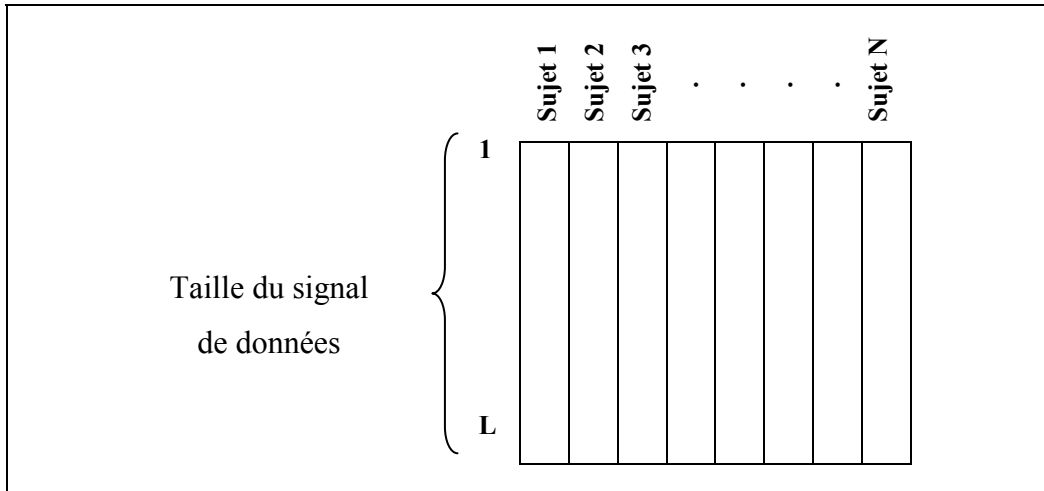 Sujet 1
Sujet 2
Sujet 3
. . . .
Sujet N
1
Taille du signal
de données
L